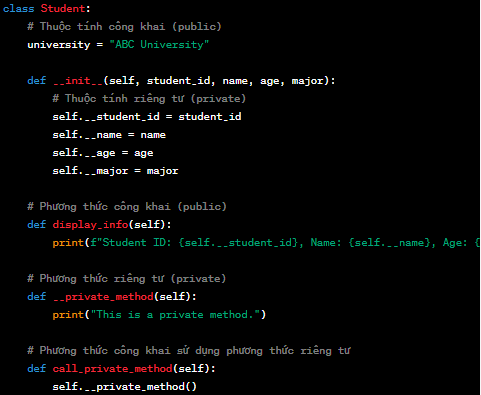 class Student:
# Thuộc tính công khai (public)
university = "ABC University"
def __init__(self, student_id, name, age, major):
# Thuộc tính riêng tư (private)
self.__student_id = student_id
self.__name = name
self.__age = age
self.__major = major
# Phương thức công khai (public)
def display_info(self):
print(f"Student ID: {self.__student_id}, Name: {self.__name}, Age: {
# Phương thức riêng tư (private)
def __private_method(self):
print("This is a private method.")
# Phương thức công khai sử dụng phương thức riêng tư
def call_private_method(self):
self.__private_method()